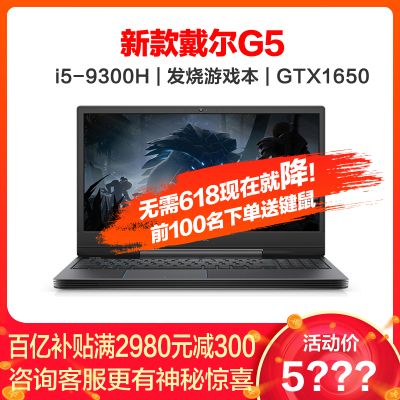 新款戴尔G5
i5-9300H | 发烧游戏本 | GTX1650
无需618现在就降!
前100名下单送键鼠
百亿补贴满2980元减300
咨询客服更有神秘惊喜
活动价
5???